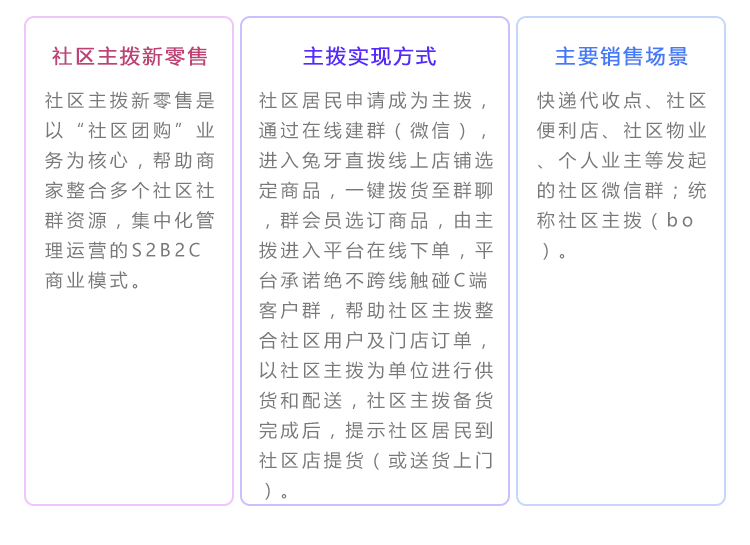 社区主拨新零售
社区主拨新零售是
以“社区团购”业
务为核心，帮助商
家整合多个社区社
群资源，集中化管
理运营的S2B2C
商业模式。
主拨实现方式
社区居民申请成为主拨，
通过在线建群（微信），
进入兔牙直拨线上店铺选
定商品，一键拨货至群聊
，群会员选订商品，由主
拨进入平台在线下单，平
台承诺绝不跨线触碰C端
客户群，帮助社区主拨整
合社区用户及门店订单，
以社区主拨为单位进行供
货和配送，社区主拨备货
完成后，提示社区居民到
社区店提货（或送货上门
）。
主要销售场景
快递代收点、社区
便利店、社区物业
、个人业主等发起
的社区微信群；统
称社区主拨（bo
）。